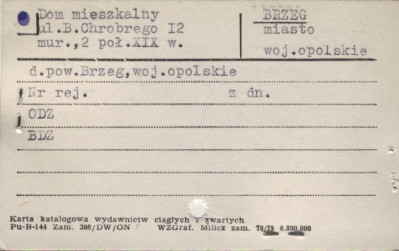 Dom mieszkalny BRZEG
ul.B.Chrobrego I2 miasto
mur.,2 poł.XIX w. woj.opolskie
d.pow.Brzeg,woj.opolskie
Nr rej. z dn.
ODZ
BDZ
Karta katalogowa wydawnictw ciągłych i zwartych
Pu-B-144 Zam. 386/DW/ON WZGraf. Milicz zam. 78/79 6.880.000